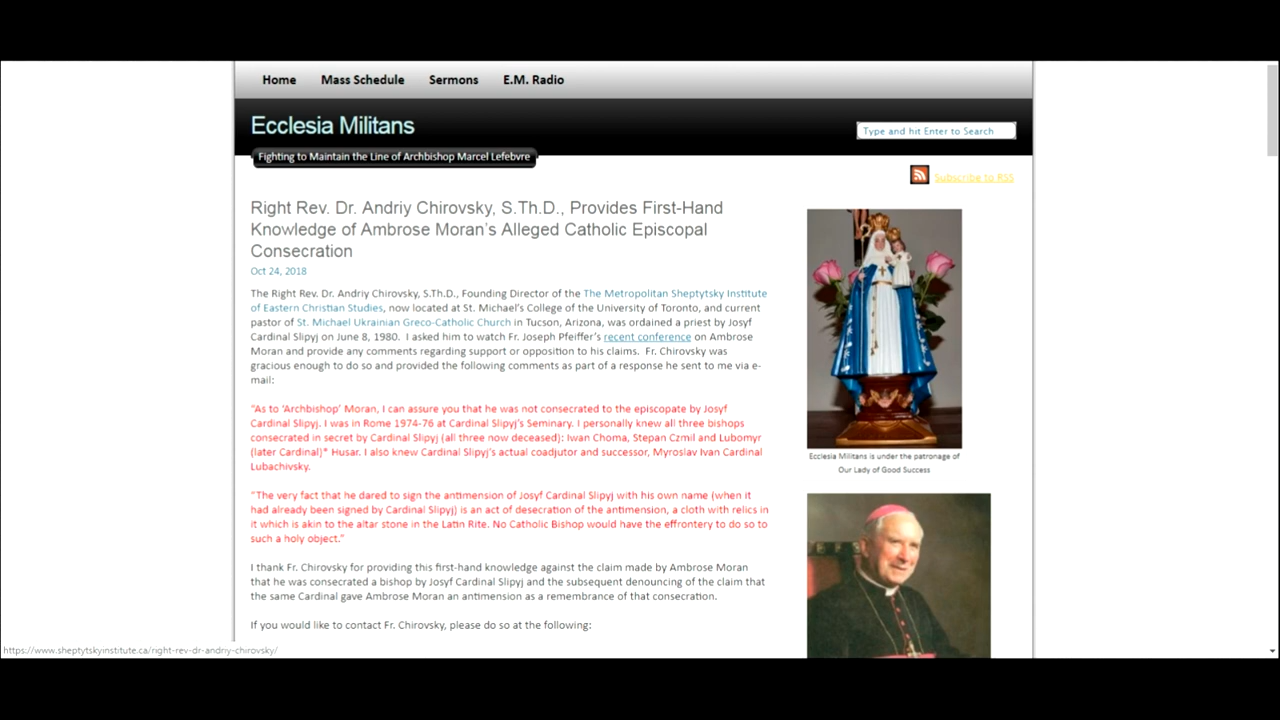 Home Mass Schedule Sermons E.M. Radio
Ecclesia Militans
Type and hit Enter to Search
Fighting to Maintain the Line of Archbishop Marcel Lefebvre
Subscribe to RSS
Right Rev. Dr. Andriy Chirovsky, S.Th.D., Provides First-Hand
Knowledge of Ambrose Moran's Alleged Catholic Episcopal
Consecration
Oct 24, 2018
The Right Rev. Dr. Andriy Chirovsky, S.Th.D., Founding Director of the The Metropolitan Sheptytsky Institute
of Eastern Christian Studies, now located at St. Michael's College of the University of Toronto, and current
pastor of St. Michael Ukrainian Greco-Catholic Church in Tucson, Arizona, was ordained a priest by Josyf
Cardinal Slipyj on June 8, 1980. I asked him to watch Fr. Joseph Pfeiffer's recent conference on Ambrose
Moran and provide any comments regarding support or opposition to his claims. Fr. Chirovsky was
gracious enough to do so and provided the following comments as part of a response he sent to me via e-
mail:
"As to 'Archbishop' Moran, I can assure you that he was not consecrated to the episcopate by Josyf
Cardinal Slipyj. I was in Rome 1974-76 at Cardinal Slipyj's Seminary. I personally knew all three bishops
consecrated in secret by Cardinal Slipyj (all three now deceased): Iwan Choma, Stepan Czmil and Lubomyr
(later Cardinal)* Husar. I also knew Cardinal Slipyj's actual coadjutor and successor, Myroslav Ivan Cardinal
Lubachivsky.
"The very fact that he dared to sign the antimension of Josyf Cardinal Slipyj with his own name (when it
had already been signed by Cardinal Slipyj) is an act of desecration of the antimension, a cloth with relics in
it which is akin to the altar stone in the Latin Rite. No Catholic Bishop would have the effrontery to do so to
such a holy object."
I thank Fr. Chirovsky for providing this first-hand knowledge against the claim made by Ambrose Moran
that he was consecrated a bishop by Josyf Cardinal Slipyj and the subsequent denouncing of the claim that
the same Cardinal gave Ambrose Moran an antimension as a remembrance of that consecration.
If you would like to contact Fr. Chirovsky, please do so at the following:
Ecclesia Militans is under the patronage of
Our Lady of Good Success
https://www.sheptytskyinstitute.ca/right-rev-dr-andriy-chirovsky/